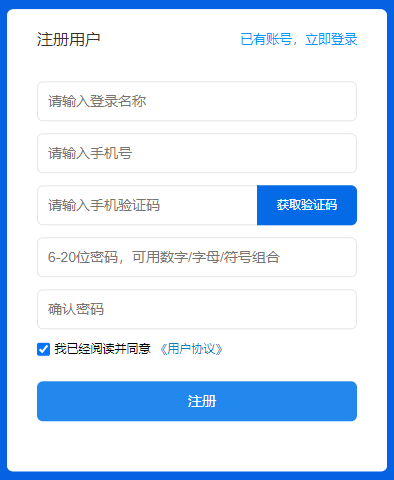 注册用户
已有账号，立即登录
请输入登录名称
请输入手机号
请输入手机验证码
获取验证码
6-20位密码，可用数字/字母/符号组合
确认密码
我已经阅读并同意 《用户协议》
注册